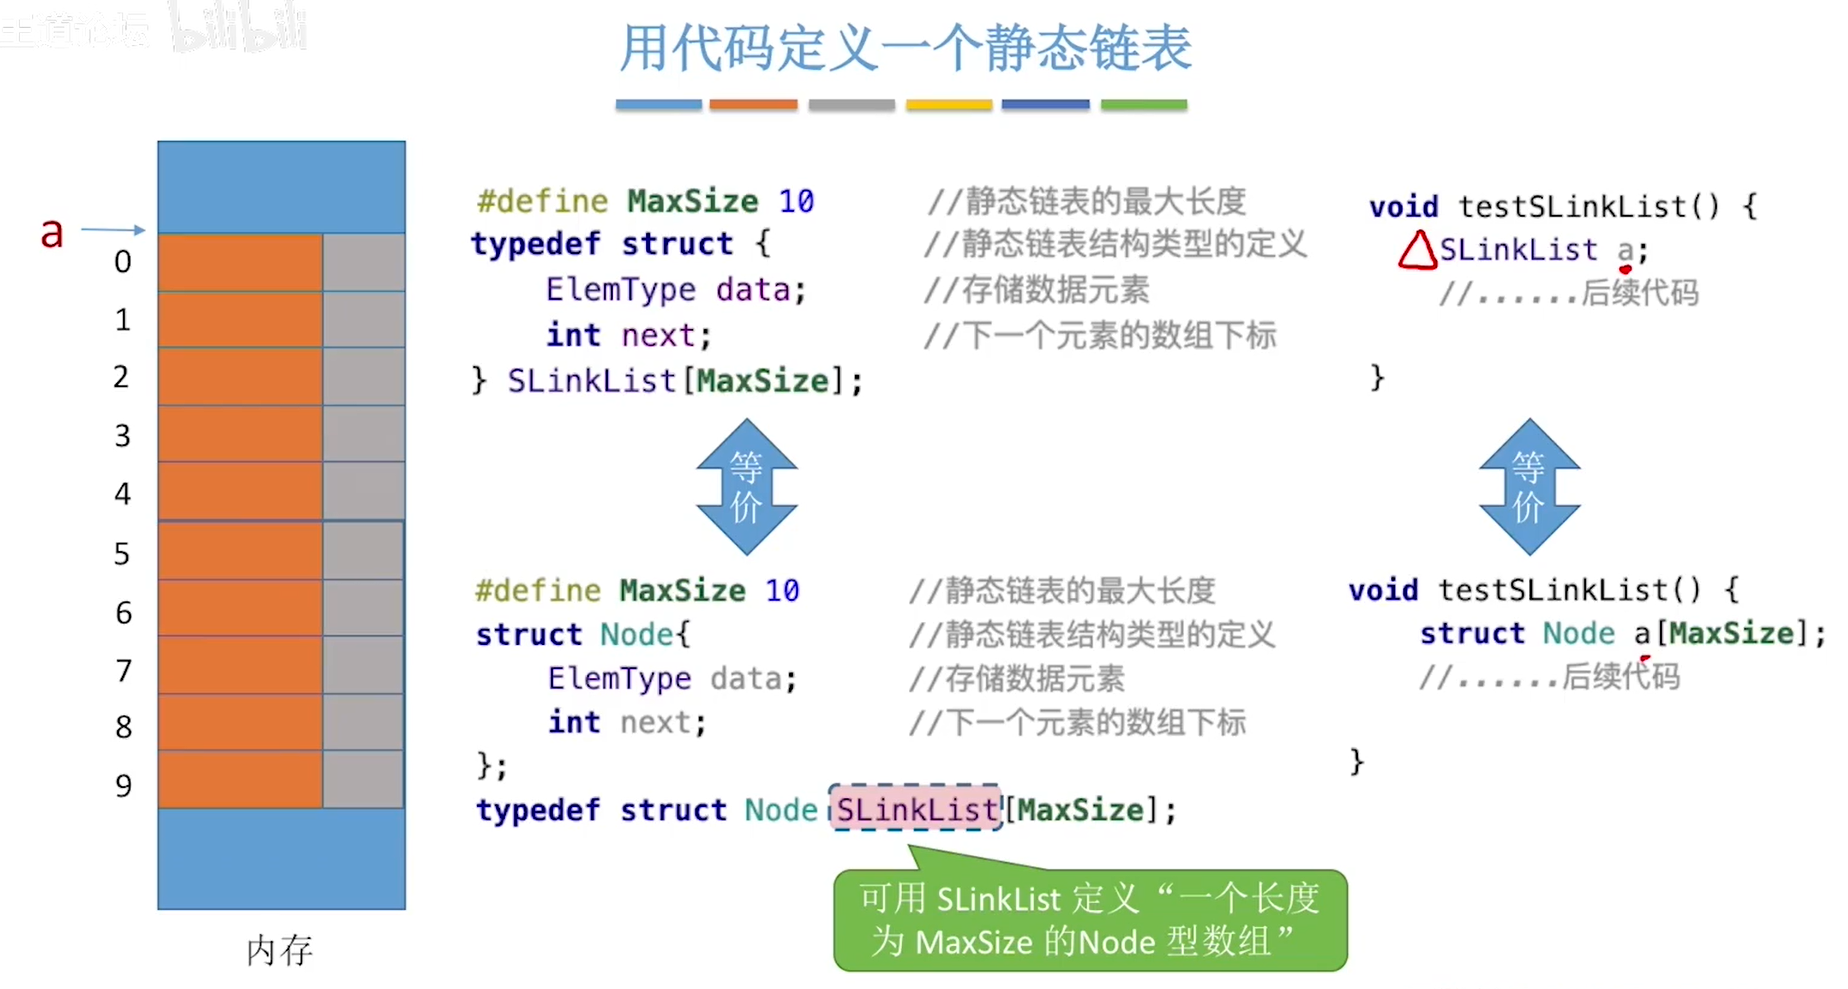 王道论坛 bilibili
用代码定义一个静态链表
a
0
1
2
3
4
5
6
7
8
9
内存
#define MaxSize 10 //静态链表的最大长度
typedef struct { //静态链表结构类型的定义
ElemType data; //存储数据元素
int next; //下一个元素的数组下标
} SLinkList[MaxSize];
等价
#define MaxSize 10 //静态链表的最大长度
struct Node{ //静态链表结构类型的定义
ElemType data; //存储数据元素
int next; //下一个元素的数组下标
};
typedef struct Node SLinkList[MaxSize];
可用 SLinkList 定义“一个长度
为 MaxSize 的Node 型数组”
void testSLinkList() {
SLinkList a;
//......后续代码
}
等价
void testSLinkList() {
struct Node a[MaxSize];
//......后续代码
}